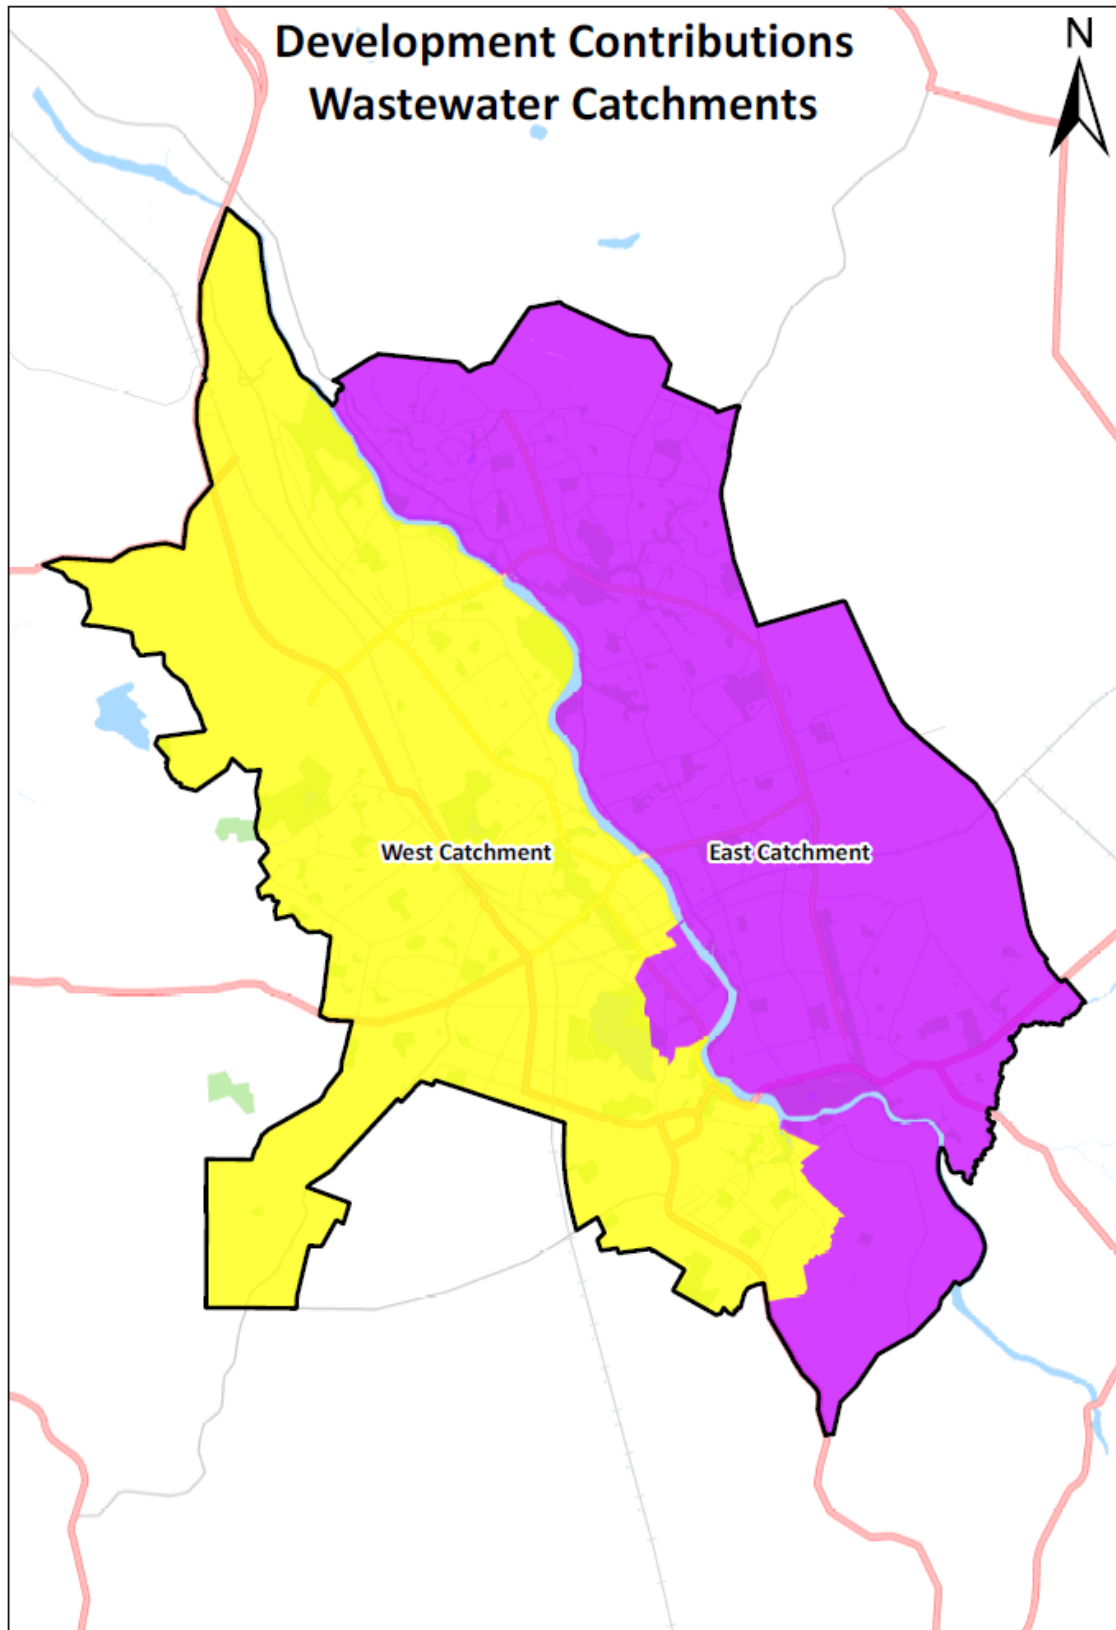 Development Contributions
Wastewater Catchments
N
West Catchment
East Catchment